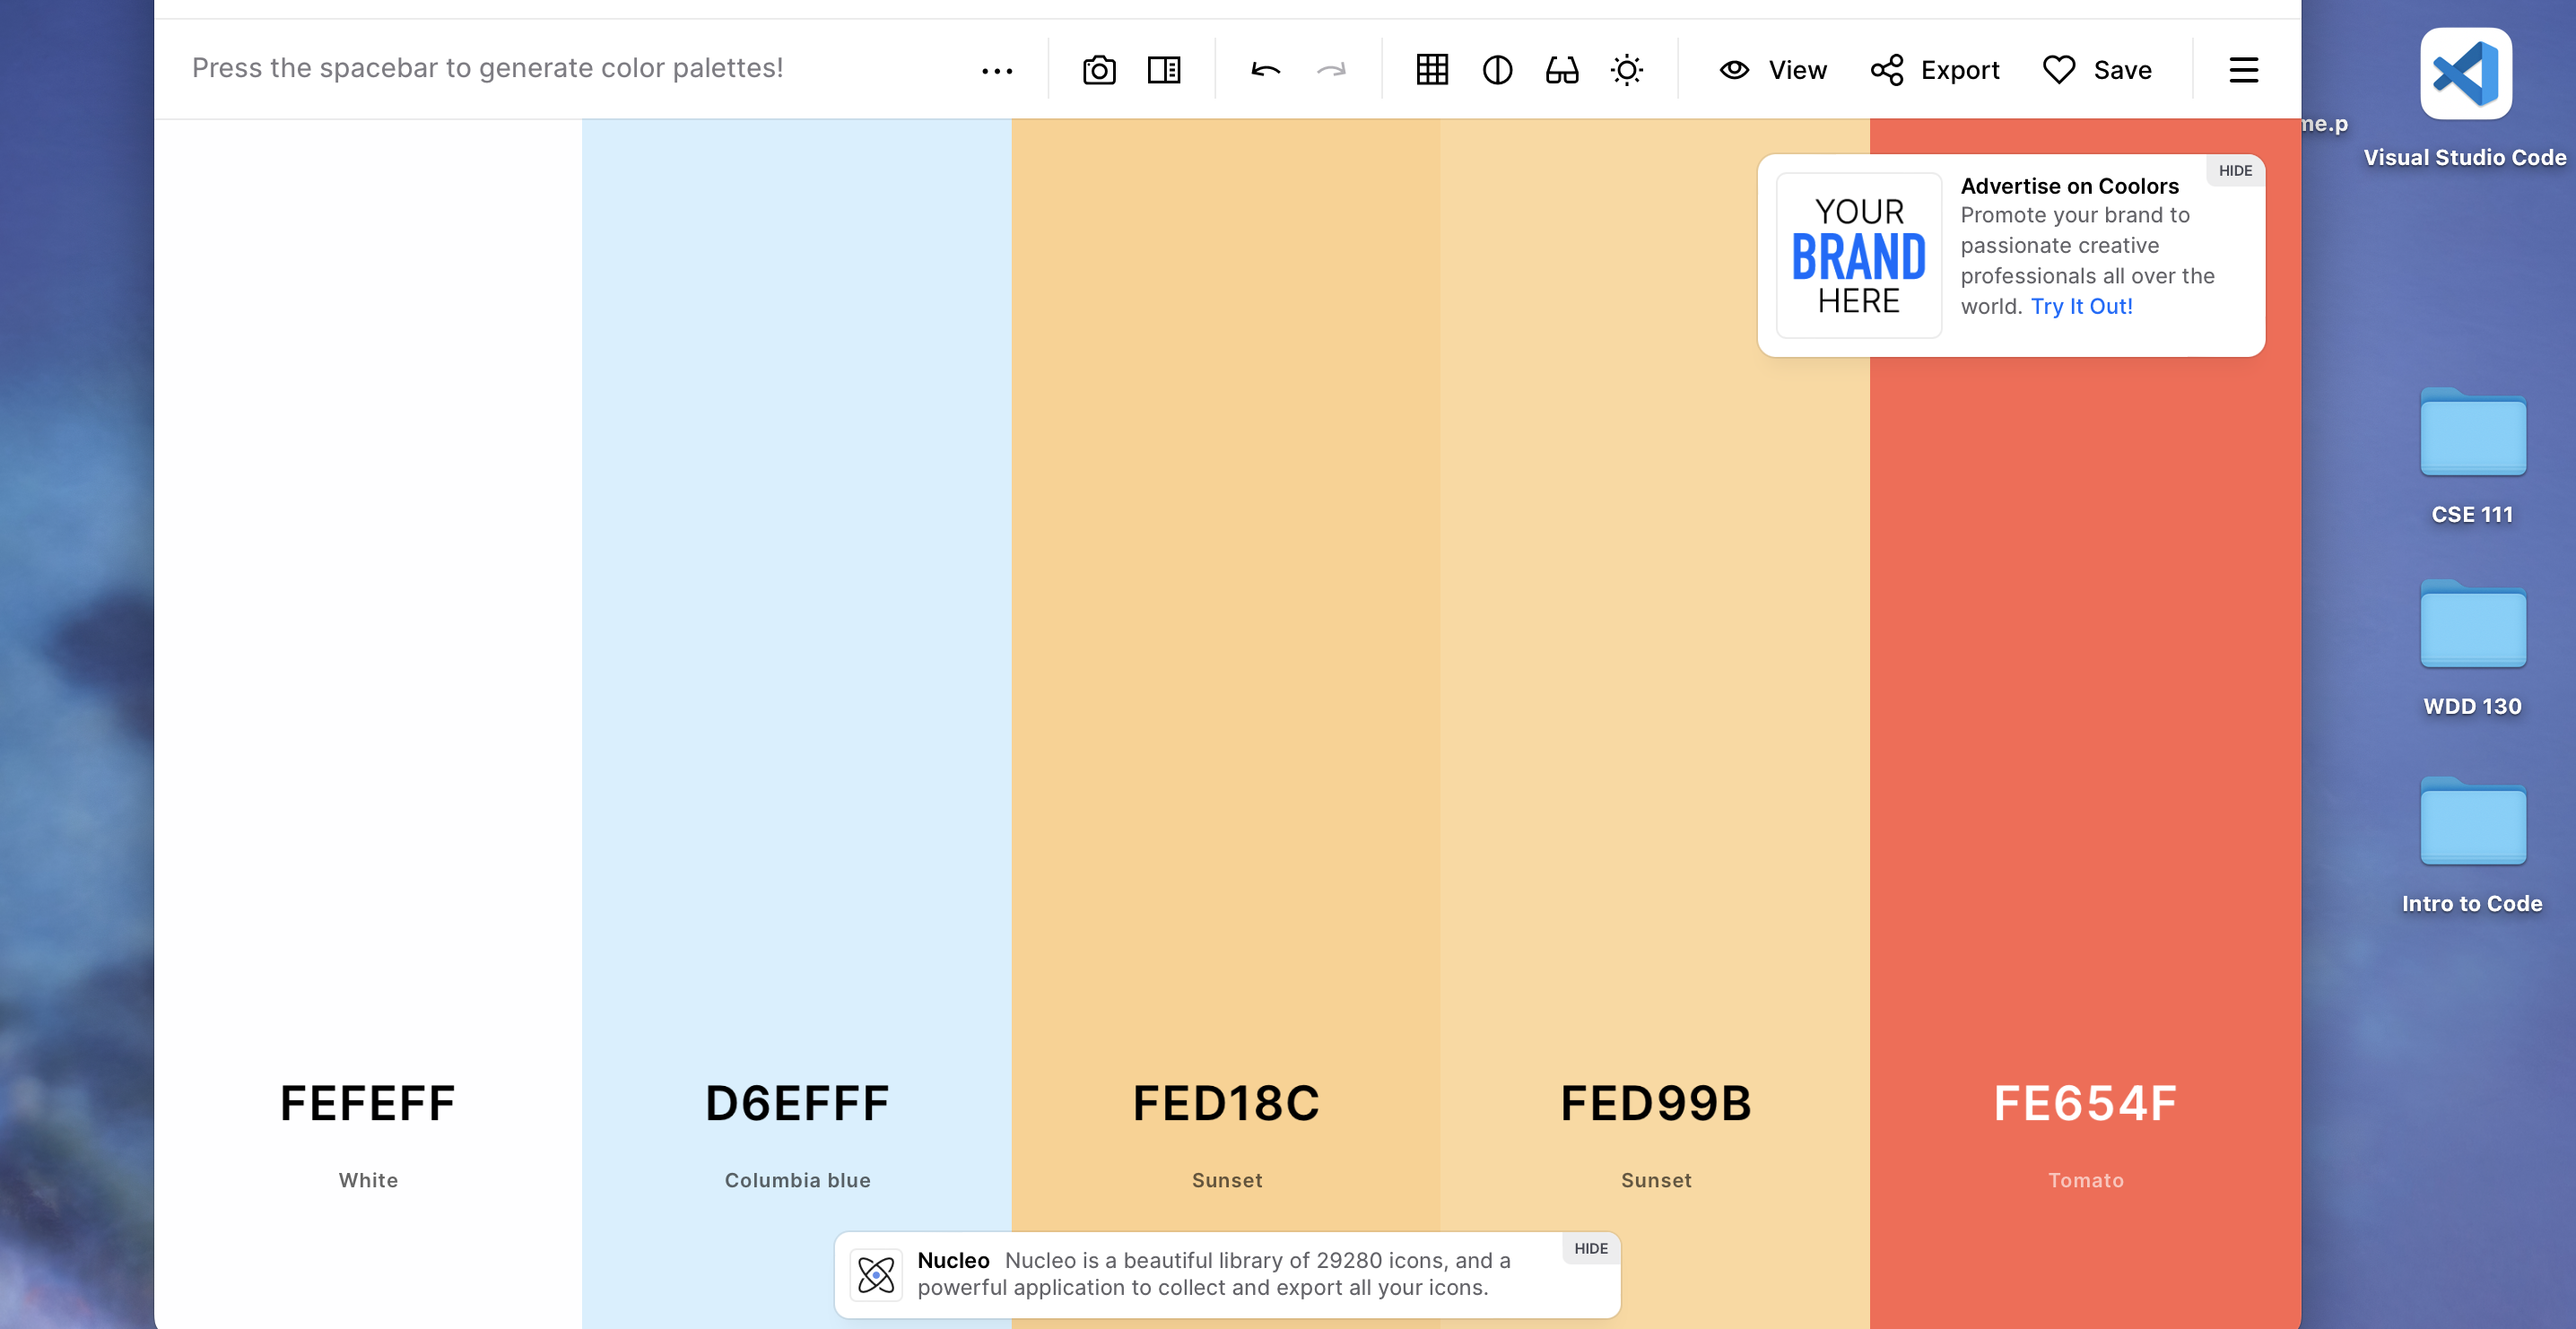 Press the spacebar to generate color palettes!
View
Export
Save
me.p
Visual Studio Code
HIDE
YOUR
BRAND
HERE
Advertise on Coolors
Promote your brand to
passionate creative
professionals all over the
world. Try It Out!
CSE 111
WDD 130
Intro to Code
FEFEFF
White
D6EFFF
Columbia blue
FED18C
Sunset
FED99B
Sunset
FE654F
Tomato
HIDE
Nucleo Nucleo is a beautiful library of 29280 icons, and a
powerful application to collect and export all your icons.